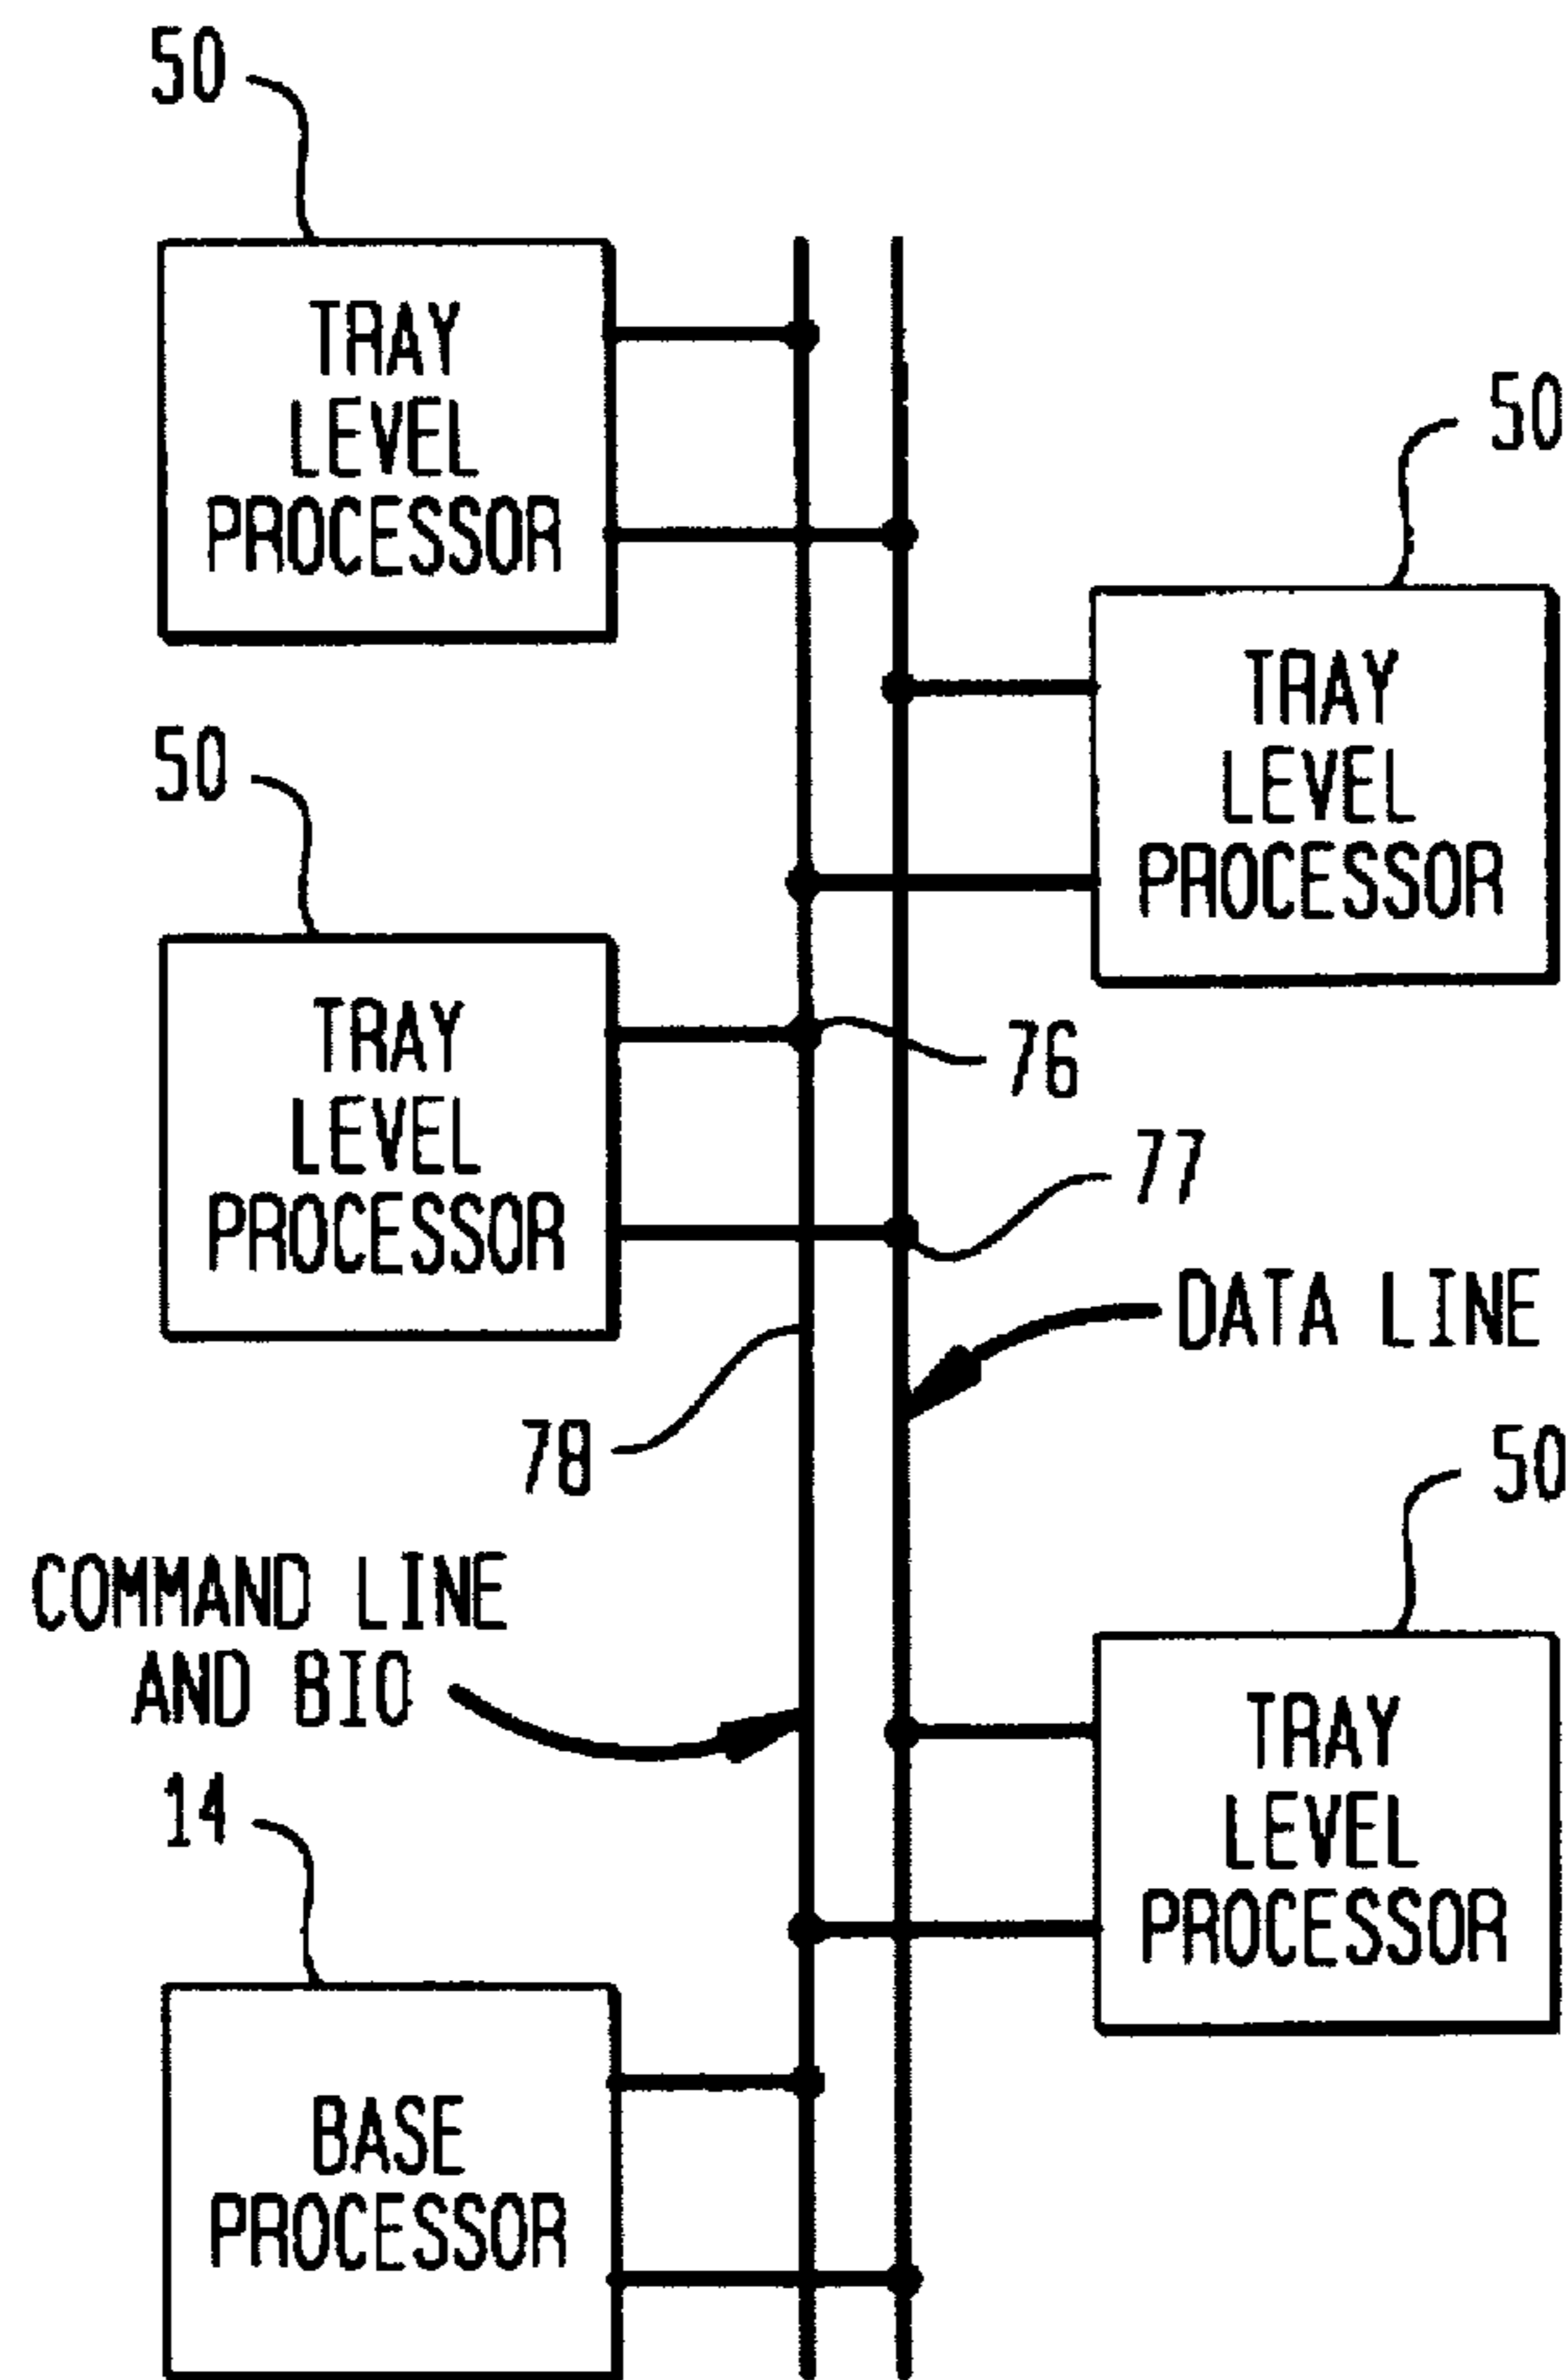 50
TRAY
LEVEL
PROCESSOR
50
TRAY
LEVEL
PROCESSOR
50
TRAY
LEVEL
PROCESSOR
76
77
DATA LINE
78
50
COMMAND LINE
AND BIO
TRAY
LEVEL
PROCESSOR
14
BASE
PROCESSOR